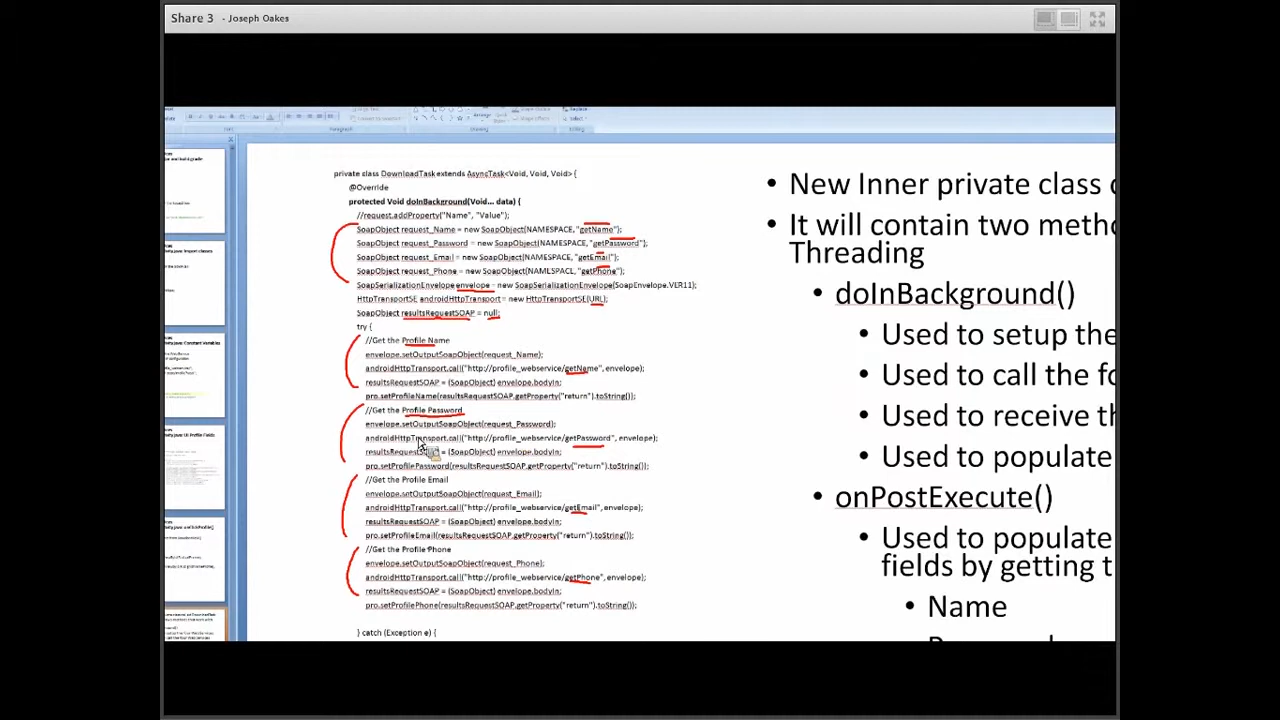 Share 3 - Joseph Oakes
private class DownloadTask extends AsyncTask<Void, Void, Void> {
@Override
protected Void doInBackground(Void... data) {
//request.addProperty("Name", "Value");
SoapObject request_Name = new SoapObject(NAMESPACE, "getName");
SoapObject request_Password = new SoapObject(NAMESPACE, "getPassword");
SoapObject request_Email = new SoapObject(NAMESPACE, "getEmail");
SoapObject request_Phone = new SoapObject(NAMESPACE, "getPhone");
SoapSerializationEnvelope envelope = new SoapSerializationEnvelope(SoapEnvelope.VER11);
HttpTransportSE androidHttpTransport = new HttpTransportSE(URL);
SoapObject resultsRequestSOAP = null;
try {
//Get the Profile Name
envelope.setOutputSoapObject(request_Name);
androidHttpTransport.call("http://profile_webservice/getName", envelope);
resultsRequestSOAP = (SoapObject) envelope.bodyIn;
pro.setProfileName(resultsRequestSOAP.getProperty("return").toString());
//Get the Profile Password
envelope.setOutputSoapObject(request_Password);
androidHttpTransport.call("http://profile_webservice/getPassword", envelope);
= (SoapObject) envelope.bodyIn;
pro.setProfilePassword(resultsRequestSOAP.getProperty("return").toString());
//Get the Profile Email
envelope.setOutputSoapObject(request_Email);
androidHttpTransport.call("http://profile_webservice/getEmail", envelope);
resultsRequestSOAP = (SoapObject) envelope.bodyIn;
pro.setProfileEmail(resultsRequestSOAP.getProperty("return").toString());
//Get the Profile Phone
envelope.setOutputSoapObject(request_Phone);
androidHttpTransport.call("http://profile_webservice/getPhone", envelope);
resultsRequestSOAP = (SoapObject) envelope.bodyIn;
pro.setProfilePhone(resultsRequestSOAP.getProperty("return").toString());
} catch (Exception e) {
• New Inner private class
• It will contain two metho
Threading
• doInBackground()
• Used to setup the
• Used to call the fo
• Used to receive th
• Used to populate
• onPostExecute()
• Used to populate
fields by getting t
• Name